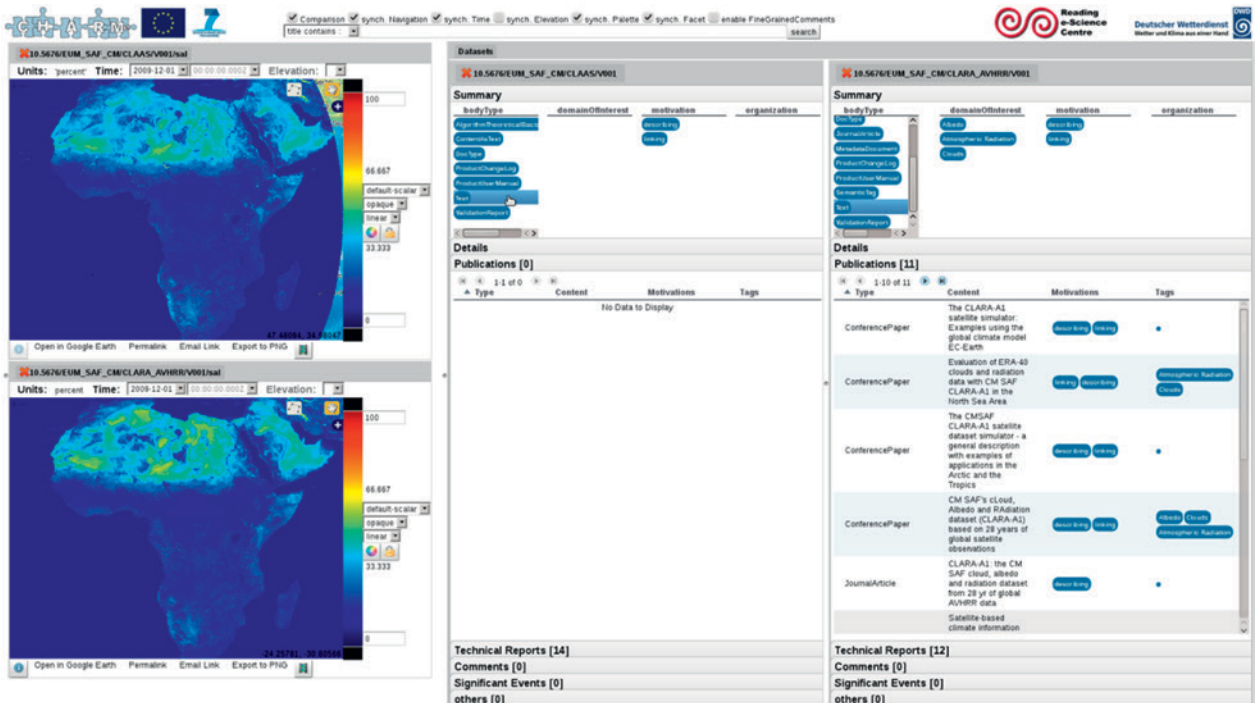 C H A R M
7
Comparison synch. Navigation synch. Time synch. Elevation synch. Palette synch. Facet enable FineGrainedComments
title contains :
search
Reading
e-Science
Centre
Deutscher Wetterdienst
Wetter und Klima aus einer Hand
DWD
10.5676/EUM_SAF_CM/CLAAS/V001/sal
Units: 'percent' Time: 2009-12-01 00:00:00.000Z Elevation:
100
66.667
default-scalar
opaque
linear
33.333
0
Open in Google Earth Permalink Email Link Export to PNG
10.5676/EUM_SAF_CM/CLARA_AVHRR/V001/sal
Units: percent Time: 2009-12-01 00:00:00.000Z Elevation:
100
66.667
default-scalar
opaque
linear
33.333
0
Open in Google Earth Permalink Email Link Export to PNG
Datasets
10.5676/EUM_SAF_CM/CLAAS/V001
Summary
bodyType domainOfInterest motivation organization
ContentAsText
DocType
ProductChangeLog
ProductUserManual
Text
ValidationReport
describing
linking
Details
Publications [0]
1-1 of 0
Type Content Motivations Tags
No Data to Display
Technical Reports [14]
Comments [0]
Significant Events [0]
others [0]
10.5676/EUM_SAF_CM/CLARA_AVHRR/V001
Summary
bodyType domainOfInterest motivation organization
DocType
JournalArticle
MetadataDocument
ProductChangeLog
ProductUserManual
SemanticTag
Text
ValidationReport
Albedo
Atmospheric Radiation
Clouds
describing
linking
Details
Publications [11]
1-10 of 11
Type Content Motivations Tags
ConferencePaper
The CLARA-A1
satellite simulator:
Examples using the
global climate model
EC-Earth
describing linking
ConferencePaper
Evaluation of ERA-40
clouds and radiation
data with CM SAF
CLARA-A1 in the
North Sea Area
linking describing
Atmospheric Radiation
Clouds
ConferencePaper
The CMSAF
CLARA-A1 satellite
dataset simulator - a
general description
with examples of
applications in the
Arctic and the
Tropics
describing linking
ConferencePaper
CM SAF's cLoud,
Albedo and RAdiation
dataset (CLARA-A1)
based on 28 years of
global satellite
observations
describing linking
Albedo Clouds
Atmospheric Radiation
JournalArticle
CLARA-A1: the CM
SAF cloud, albedo
and radiation dataset
from 28 yr of global
AVHRR data
describing
Satellite-based
climate information
Technical Reports [12]
Comments [0]
Significant Events [0]
others [0]